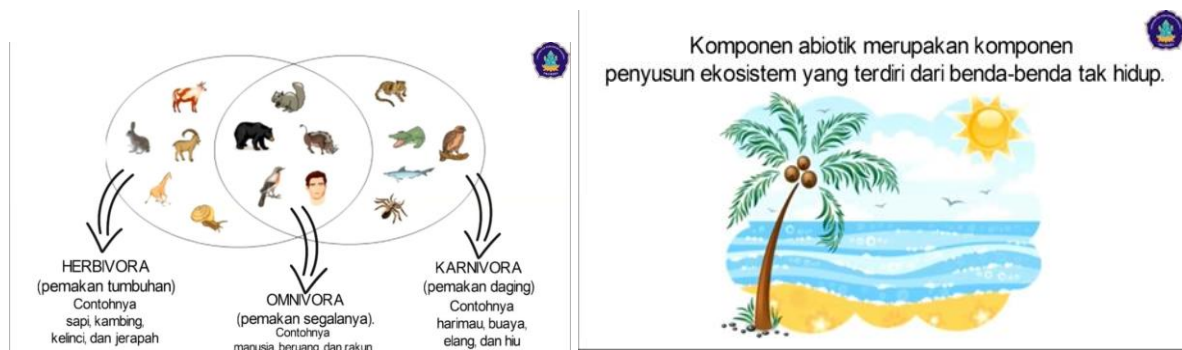 HERBIVORA
(pemakan tumbuhan)
Contohnya
sapi, kambing,
kelinci, dan jerapah
OMNIVORA
(pemakan segalanya).
Contohnya
manusia, beruang, dan rakun
KARNIVORA
(pemakan daging)
Contohnya
harimau, buaya,
elang, dan hiu
Komponen abiotik merupakan komponen
penyusun ekosistem yang terdiri dari benda-benda tak hidup.